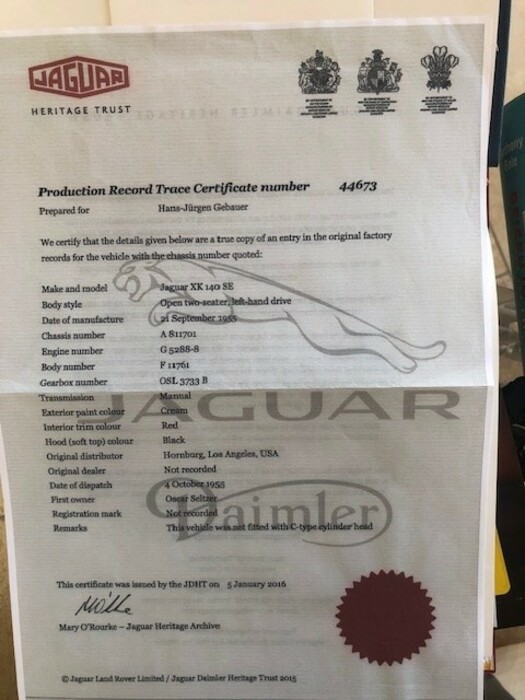 JAGUAR
HERITAGE TRUST
Production Record Trace Certificate number 44673
Prepared for Hans-Jürgen Gebauer
We certify that the details given below are a true copy of an entry in the original factory
records for the vehicle with the chassis number quoted:
Make and model Jaguar XK 140 SE
Body style Open two-seater, left-hand drive
Date of manufacture 21 September 1955
Chassis number A 811701
Engine number G 5288-8
Body number F 11761
Gearbox number OSL 3733 B
Transmission Manual
Exterior paint colour Cream
Interior trim colour Red
Hood (soft top) colour Black
Original distributor Hornburg, Los Angeles, USA
Original dealer Not recorded
Date of dispatch 4 October 1955
First owner Oscar Seltzer
Registration mark Not recorded
Remarks This vehicle was not fitted with C-type cylinder head
JAGUAR
Daimler
This certificate was issued by the JDHT on 5 January 2016
Mary O'Rourke – Jaguar Heritage Archive
© Jaguar Land Rover Limited / Jaguar Daimler Heritage Trust 2015